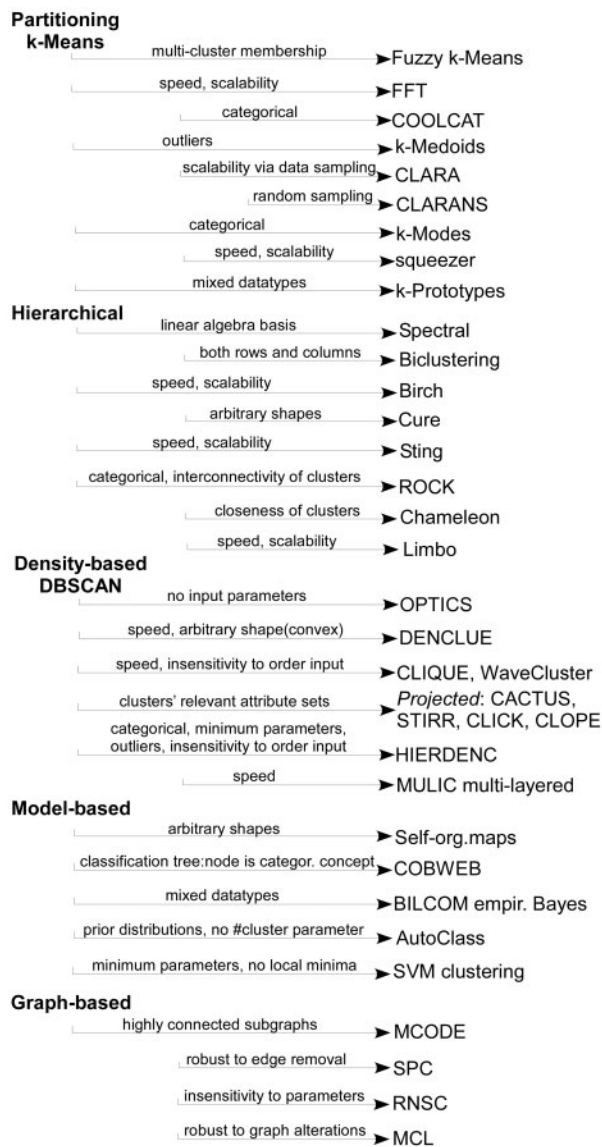 Partitioning
k-Means
multi-cluster membership Fuzzy k-Means
speed, scalability FFT
categorical COOLCAT
outliers k-Medoids
scalability via data sampling CLARA
random sampling CLARANS
categorical k-Modes
speed, scalability squeezer
mixed datatypes k-Prototypes
Hierarchical
linear algebra basis Spectral
both rows and columns Biclustering
speed, scalability Birch
arbitrary shapes Cure
speed, scalability Sting
categorical, interconnectivity of clusters ROCK
closeness of clusters Chameleon
speed, scalability Limbo
Density-based
DBSCAN
no input parameters OPTICS
speed, arbitrary shape(convex) DENCLUE
speed, insensitivity to order input CLIQUE, WaveCluster
clusters' relevant attribute sets Projected: CACTUS,
STIRR, CLICK, CLOPE
categorical, minimum parameters,
outliers, insensitivity to order input HIERDENC
speed MULIC multi-layered
Model-based
arbitrary shapes Self-org.maps
classification tree:node is categor. concept COBWEB
mixed datatypes BILCOM empir. Bayes
prior distributions, no #cluster parameter AutoClass
minimum parameters, no local minima SVM clustering
Graph-based
highly connected subgraphs MCODE
robust to edge removal SPC
insensitivity to parameters RNSC
robust to graph alterations MCL